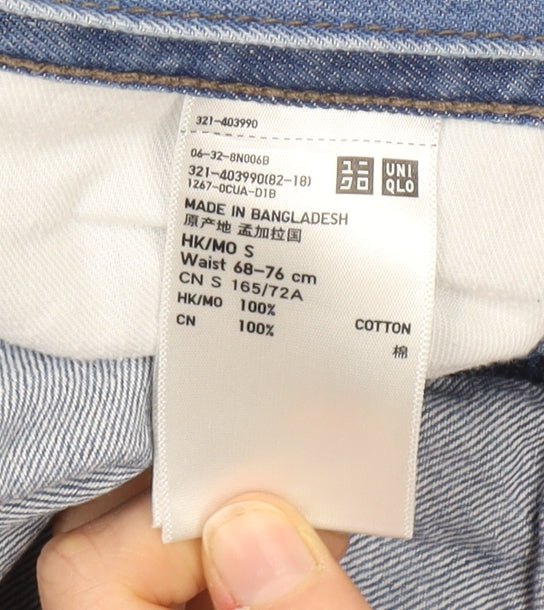 321-403990
06-32-8N006B
321-403990(82-18)
1267-0CUA-D1B
ユニ
クロ
UNI
QLO
MADE IN BANGLADESH
原产地 孟加拉国
HK/MO S
Waist 68-76 cm
CN S 165/72A
HK/MO 100%
CN 100% COTTON
棉